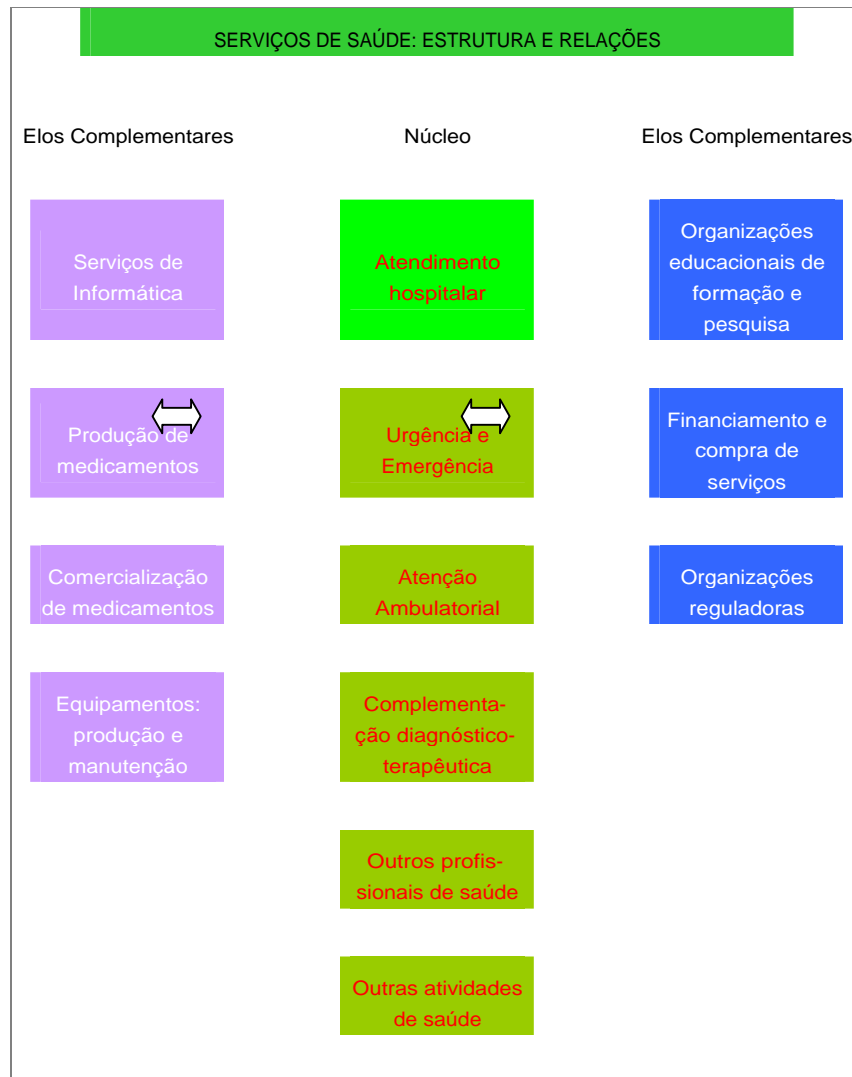 SERVIÇOS DE SAÚDE: ESTRUTURA E RELAÇÕES
Elos Complementares
Núcleo
Elos Complementares
Serviços de
Informática
Atendimento
hospitalar
Organizações
educacionais de
formação e
pesquisa
Produção de
medicamentos
Urgência e
Emergência
Financiamento e
compra de
serviços
Comercialização
de medicamentos
Atenção
Ambulatorial
Organizações
reguladoras
Equipamentos:
produção e
manutenção
Complementa-
ção diagnóstico-
terapêutica
Outros profis-
sionais de saúde
Outras atividades
de saúde